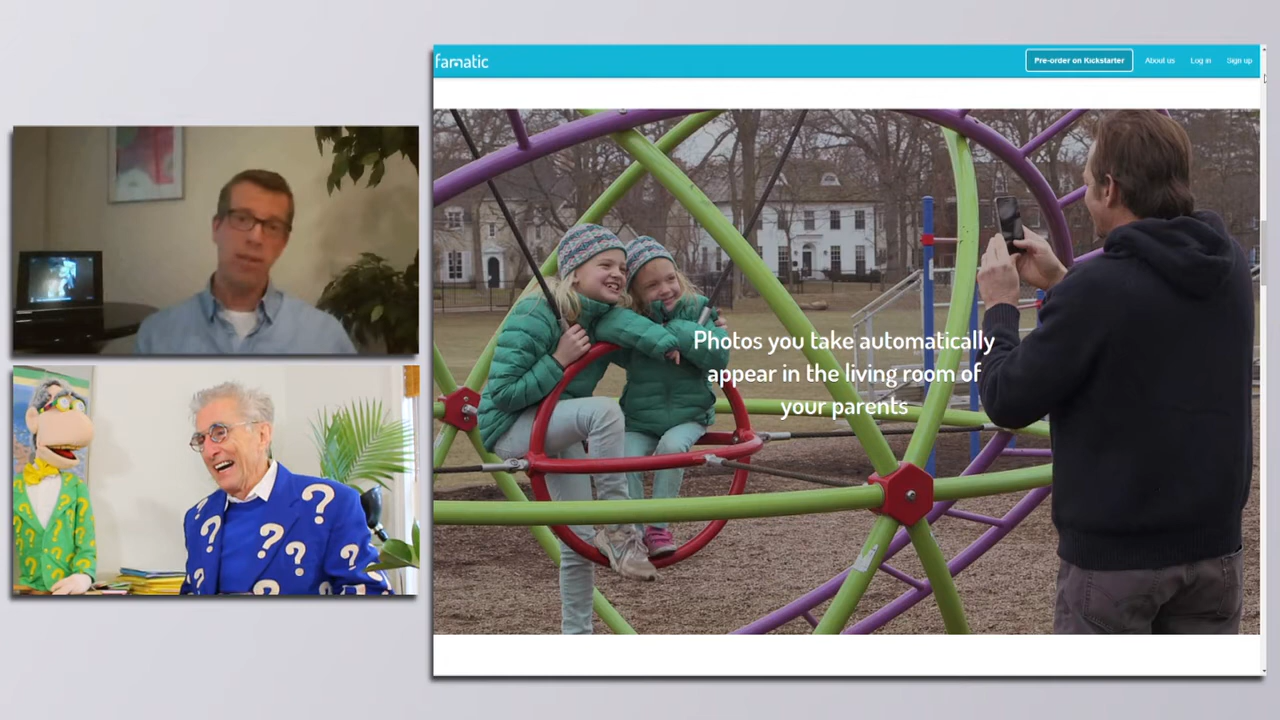 famatic
Pre-order on Kickstarter
About us
Log in
Sign up
Photos you take automatically
appear in the living room of
your parents